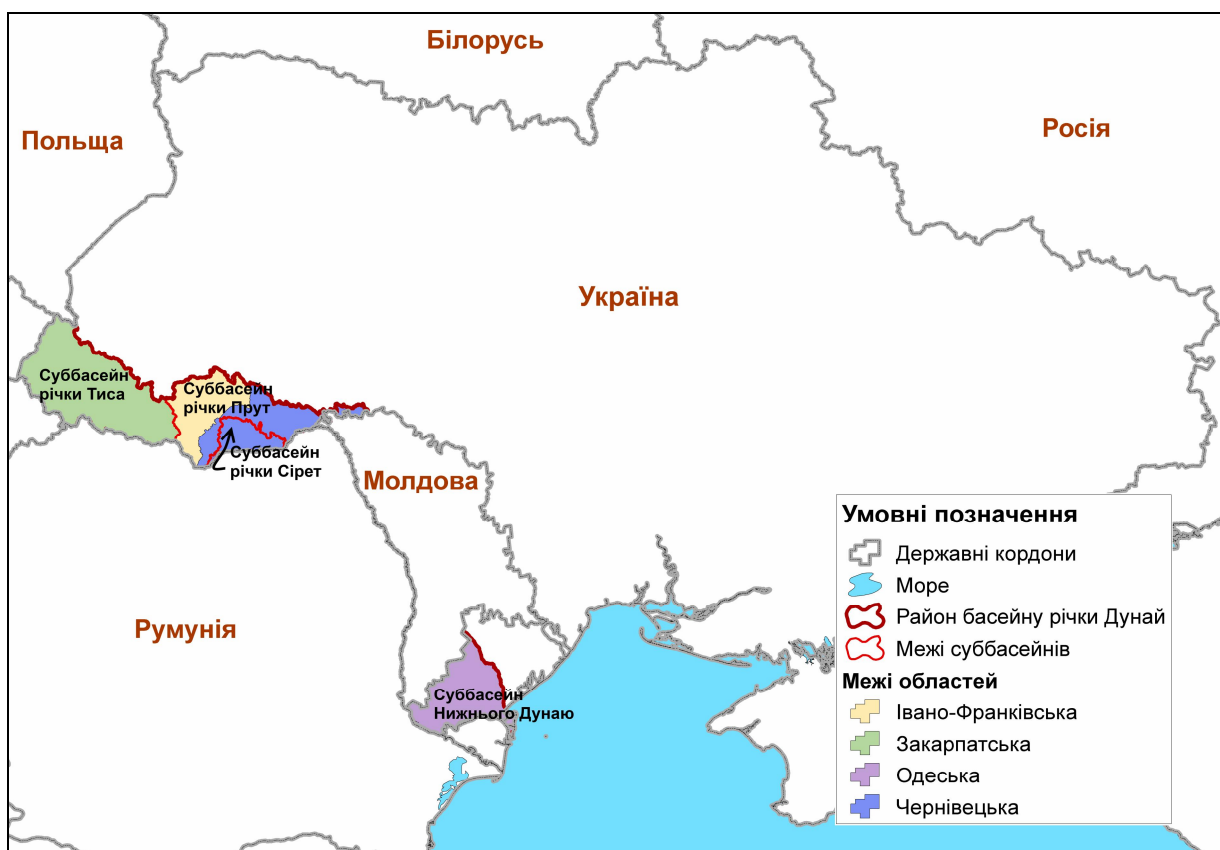 Білорусь
Польща
Росія
Україна
Суббасейн
річки Тиса
Суббасейн
річки Прут
Суббасейн
річки Сірет
Молдова
Румунія
Суббасейн
Нижнього Дунаю
Умовні позначення
Державні кордони
Море
Район басейну річки Дунай
Межі суббасейнів
Межі областей
Івано-Франківська
Закарпатська
Одеська
Чернівецька